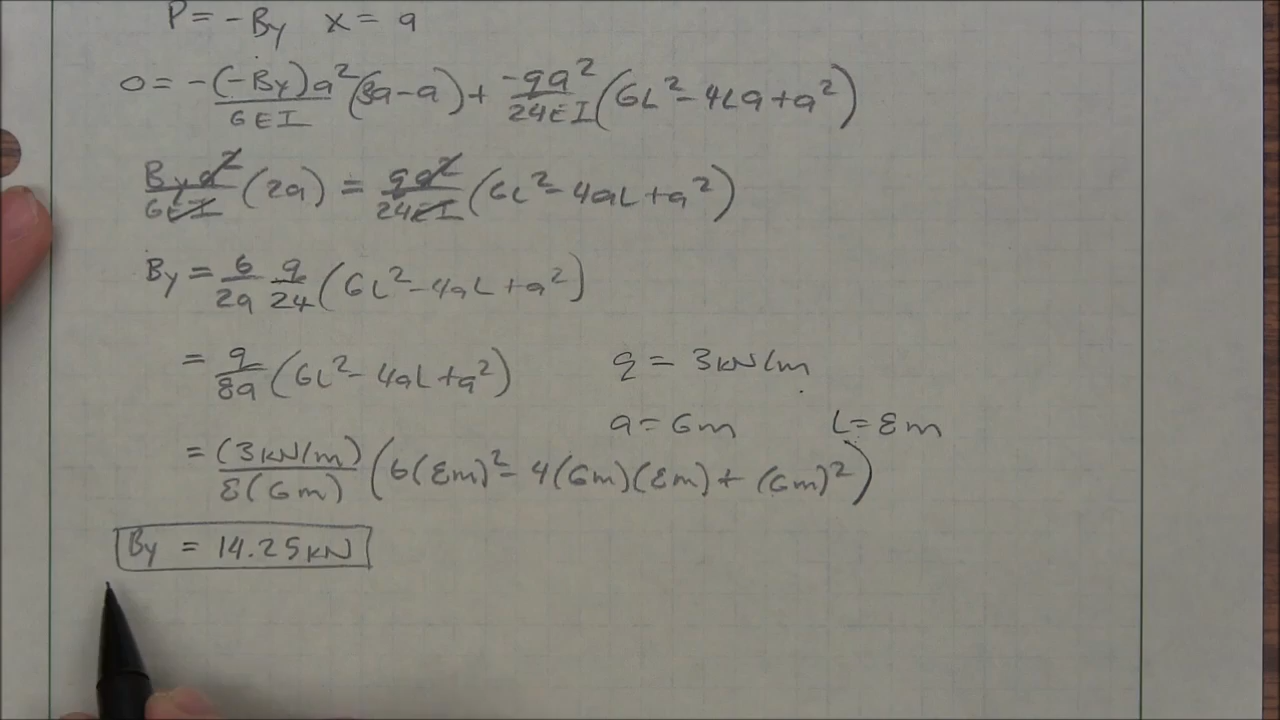 P = -By x = a
0 = -(-By)a²/6EI (3a-a) + -qa²/24EI (6L²-4La+a²)
By a²/6EI (2a) = qa²/24EI (6L²-4aL+a²)
By = 6/2a q/24 (6L²-4aL+a²)
= q/8a (6L²-4aL+a²) q = 3kN/m
a = 6m L = 8m
= (3kN/m)/8(6m) (6(8m)²-4(6m)(8m)+(6m)²)
By = 14.25kN